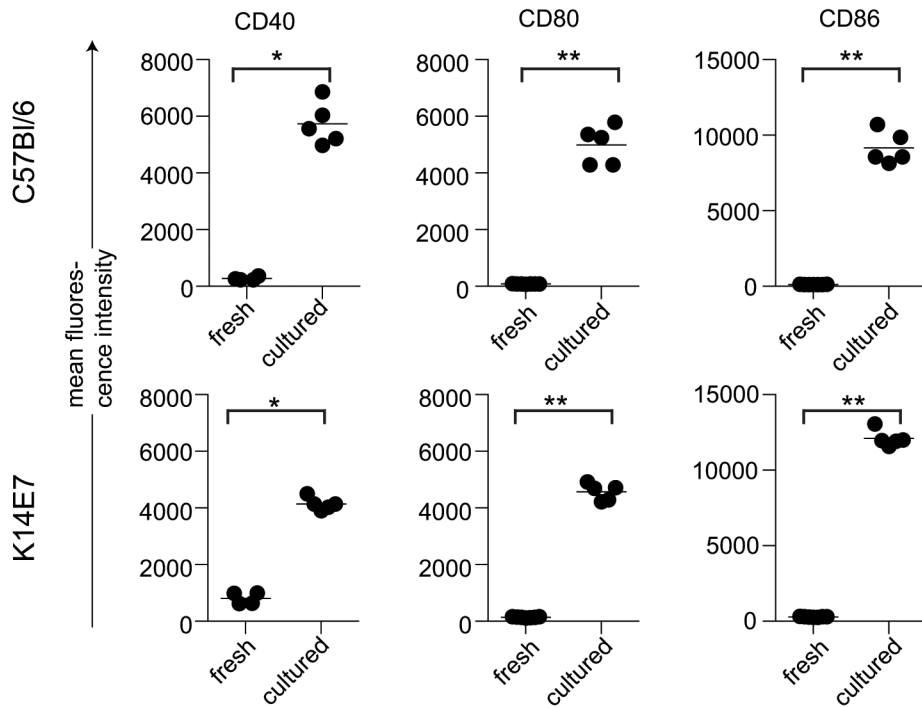 CD40
CD80
CD86
C57Bl/6
mean fluores-
cence intensity
8000
6000
4000
2000
0
*
fresh
cultured
8000
6000
4000
2000
0
**
fresh
cultured
15000
10000
5000
0
**
fresh
cultured
K14E7
8000
6000
4000
2000
0
*
fresh
cultured
8000
6000
4000
2000
0
**
fresh
cultured
15000
10000
5000
0
**
fresh
cultured